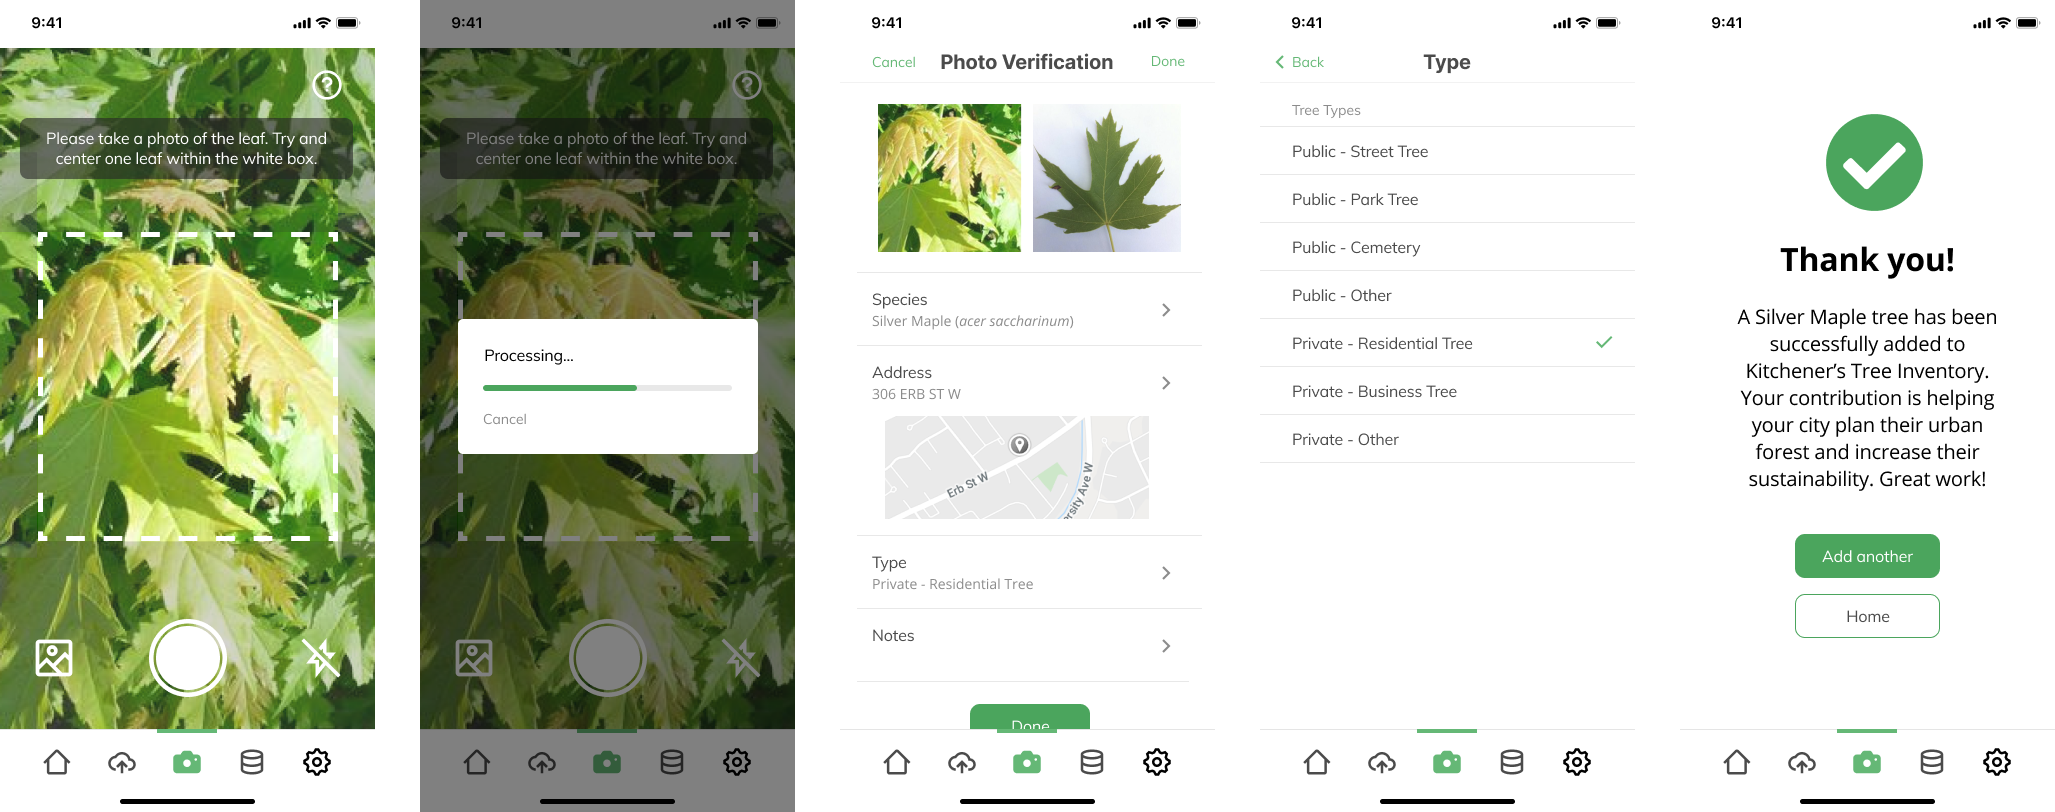 9:41
Please take a photo of the leaf. Try and
center one leaf within the white box.
9:41
Please take a photo of the leaf. Try and
center one leaf within the white box.
Processing...
Cancel
9:41
Cancel
Photo Verification
Done
Species
Silver Maple (acer saccharinum)
Address
306 ERB ST W
Erb St W
ersity Ave W
Type
Private - Residential Tree
Notes
Done
9:41
Back
Type
Tree Types
Public - Street Tree
Public - Park Tree
Public - Cemetery
Public - Other
Private - Residential Tree
Private - Business Tree
Private - Other
9:41
Thank you!
A Silver Maple tree has been
successfully added to
Kitchener's Tree Inventory.
Your contribution is helping
your city plan their urban
forest and increase their
sustainability. Great work!
Add another
Home